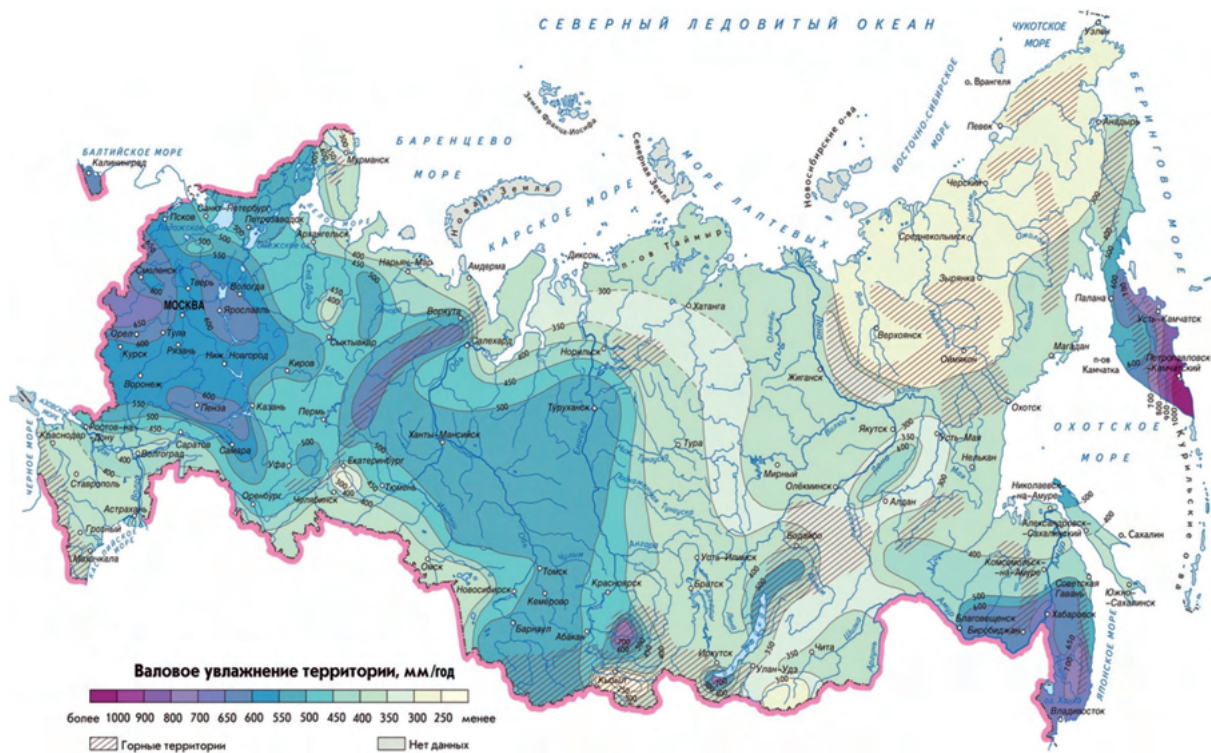 СЕВЕРНЫЙ ЛЕДОВИТЫЙ ОКЕАН
ЧУКОТСКОЕ
МОРЕ
Уэлен
о. Врангеля
БЕРИНГОВО МОРЕ
ВОСТОЧНО-СИБИРСКОЕ
МОРЕ
Певек
Анадырь
Земля Франца-Иосифа
Северная Земля
Новосибирские о-ва
МОРЕ ЛАПТЕВЫХ
БАЛТИЙСКОЕ МОРЕ
Калининград
Мурманск
БАРЕНЦЕВО
МОРЕ
Новая Земля
КАРСКОЕ МОРЕ
Черский
Псков
Санкт-Петербург
Петрозаводск
Архангельск
Нарьян-Мар
Амдерма
Диксон
п-ов
Таймыр
Хатанга
Среднеколымск
Зырянка
Смоленск
Тверь
Вологда
МОСКВА
Ярославль
Воркута
Салехард
Норильск
Верхоянск
Оймякон
Палана
Усть-Камчатск
Орел
Тула
Рязань
Курск
Ниж. Новгород
Сыктывкар
Киров
Жиганск
Магадан
п-ов
Камчатка
Петропавловск
-Камчатский
Воронеж
Пенза
Казань
Пермь
Туруханск
Охотск
ОХОТСКОЕ
МОРЕ
Курильские о-ва
Ханты-Мансийск
Тура
Якутск
Усть-Мая
Нелькан
Мирный
Олёкминск
Алдан
АЗОВСКОЕ
МОРЕ
ЧЕРНОЕ МОРЕ
Краснодар
Ростов-на-
Дону
Саратов
Самара
Волгоград
Уфа
Екатеринбург
Тюмень
Челябинск
Оренбург
Ставрополь
Астрахань
Грозный
Махачкала
КАСПИЙСКОЕ
МОРЕ
Николаевск-
-на-Амуре
Александровск-
Сахалинский
Сахалин
Комсомольск-
-на-Амуре
Советская
Гавань
Южно-
-Сахалинск
Бодайбо
Усть-Илимск
Братск
Омск
Томск
Новосибирск
Кемерово
Красноярск
Барнаул
Абакан
Кызыл
Иркутск
Улан-Удэ
Чита
Благовещенск
Биробиджан
Хабаровск
ЯПОНСКОЕ МОРЕ
Владивосток
Валовое увлажнение территории, мм/год
более 1000 900 800 700 650 600 550 500 450 400 350 300 250 менее
Горные территории
Нет данных